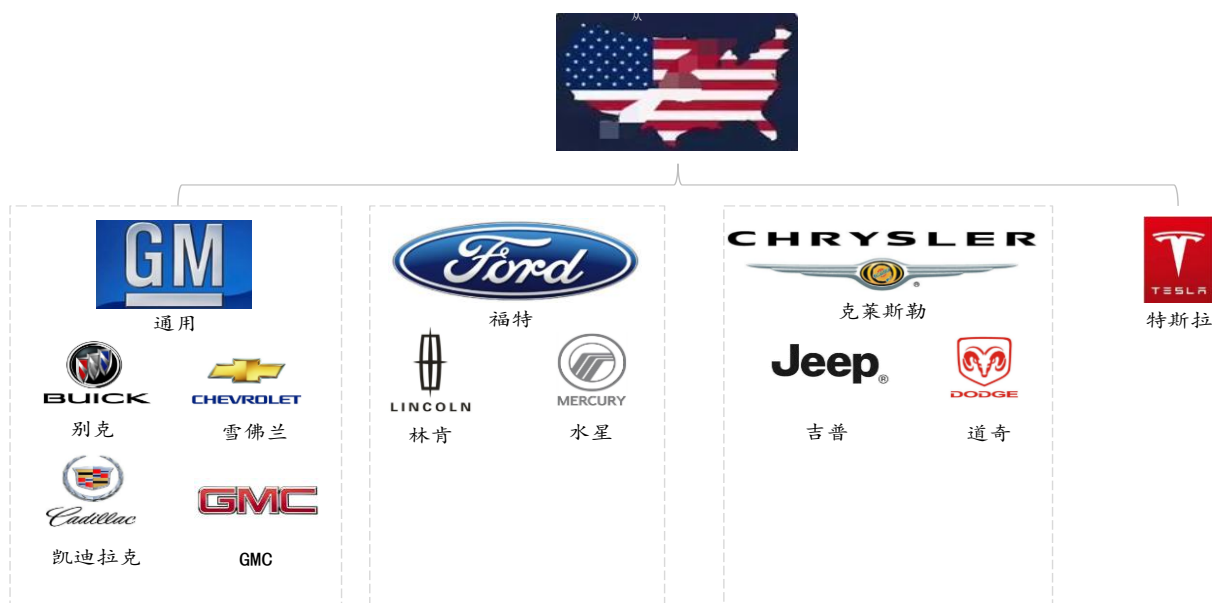 从
GM
通用
BUICK
别克
CHEVROLET
雪佛兰
Cadillac
凯迪拉克
GMC
GMC
Ford
福特
LINCOLN
林肯
MERCURY
水星
CHRYSLER
®
克莱斯勒
Jeep®
吉普
DODGE
道奇
TESLA
特斯拉